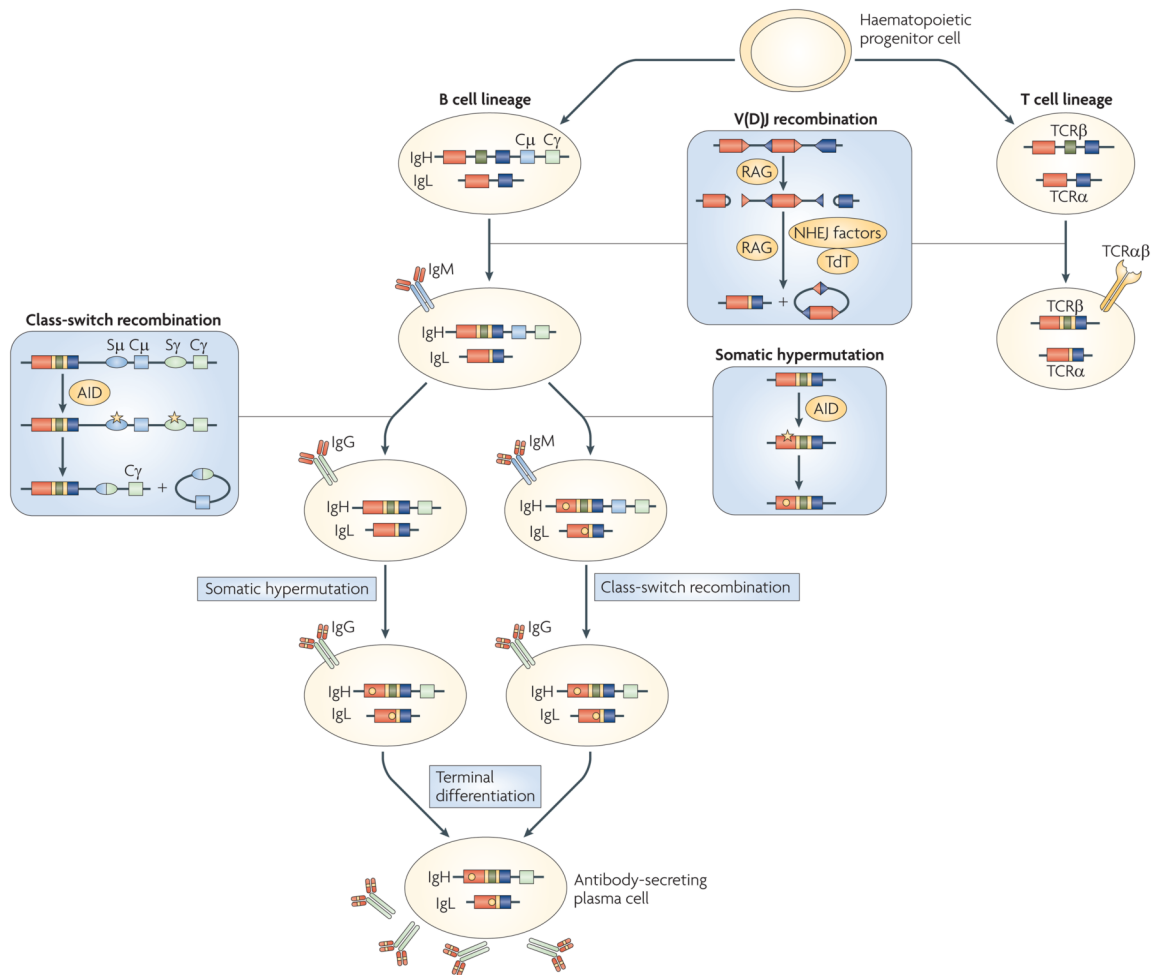 Haematopoietic
progenitor cell
B cell lineage
T cell lineage
V(D)J recombination
Cμ Cγ
IgH
IgL
RAG
RAG
NHEJ factors
TdT
TCRβ
TCRα
TCRαβ
TCRβ
TCRα
IgM
IgH
IgL
Class-switch recombination
Sμ Cμ Sγ Cγ
AID
Cγ
+
+
Somatic hypermutation
AID
IgG
IgH
IgL
IgM
IgH
IgL
Somatic hypermutation
Class-switch recombination
IgG
IgH
IgL
IgG
IgH
IgL
Terminal
differentiation
IgH
IgL
Antibody-secreting
plasma cell